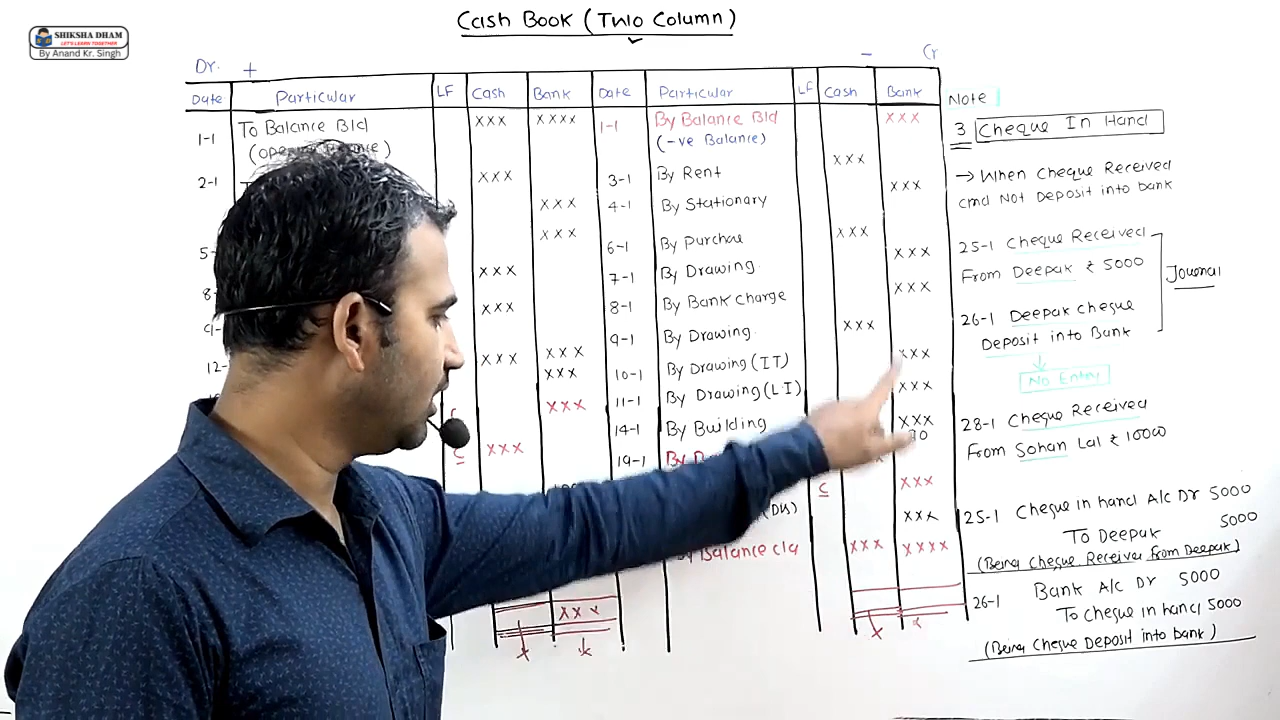 SHIKSHA DHAM
LET'S LEARN TOGETHER
By Anand Kr. Singh
Cash Book (Two Column)
Dr. +
- Cr
Date Particular LF Cash Bank Date Particular LF Cash Bank
1-1 To Balance B/d xxx xxxx 1-1 By Balance B/d xxx
(-ve Balance)
xxx
2-1 xxx 3-1 By Rent xxx
xxx 4-1 By Stationary
xxx 6-1 By Purchae xxx
5- xxx 7-1 By Drawing xxx
8- xxx 8-1 By Bank charge xxx
9- 9-1 By Drawing xxx
12- xxx xxx 10-1 By Drawing (IT) xxx
xxx 11-1 By Drawing (L.I) xxx
xxx 14-1 By Building xxx
C xxx 19-1 By
C xxx
xxx
By Balance c/d xxx xxxx
xxx
Note
3 Cheque In Hand
→ When Cheque Received
and Not Deposit into bank
25-1 Cheque Received
From Deepak ₹ 5000
Journal
26-1 Deepak cheque
Deposit into Bank
No Entry
28-1 Cheque Received
From Sohan Lal ₹ 10000
25-1 Cheque in hand A/c Dr 5000
To Deepak 5000
(Being Cheque Receive From Deepak)
26-1 Bank A/c Dr 5000
To Cheque in hand 5000
(Being Cheque Deposit into bank)